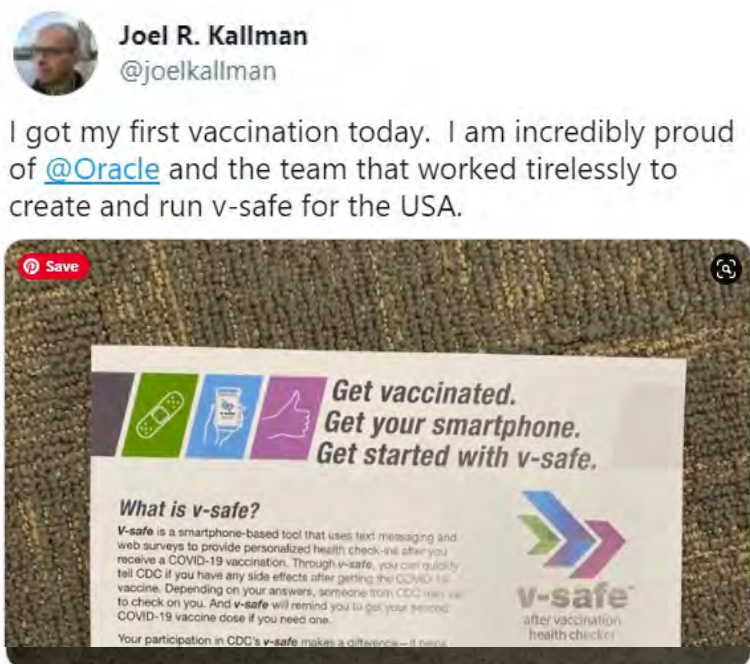 Joel R. Kallman
@joelkallman
I got my first vaccination today. I am incredibly proud
of @Oracle and the team that worked tirelessly to
create and run v-safe for the USA.
Save
Get vaccinated.
Get your smartphone.
Get started with v-safe.
What is v-safe?
V-safe is a smartphone-based tool that uses text messaging and
web surveys to provide personalized health check-ins after you
receive a COVID-19 vaccination. Through v-safe, you can quickly
tell CDC if you have any side effects after getting the COVID-19
vaccine. Depending on your answers, someone from CDC may
to check on you. And v-safe will remind you to get your second
COVID-19 vaccine dose if you need one.
Your participation in CDC's v-safe makes a difference—it helps
v-safe
after vaccination
health checker